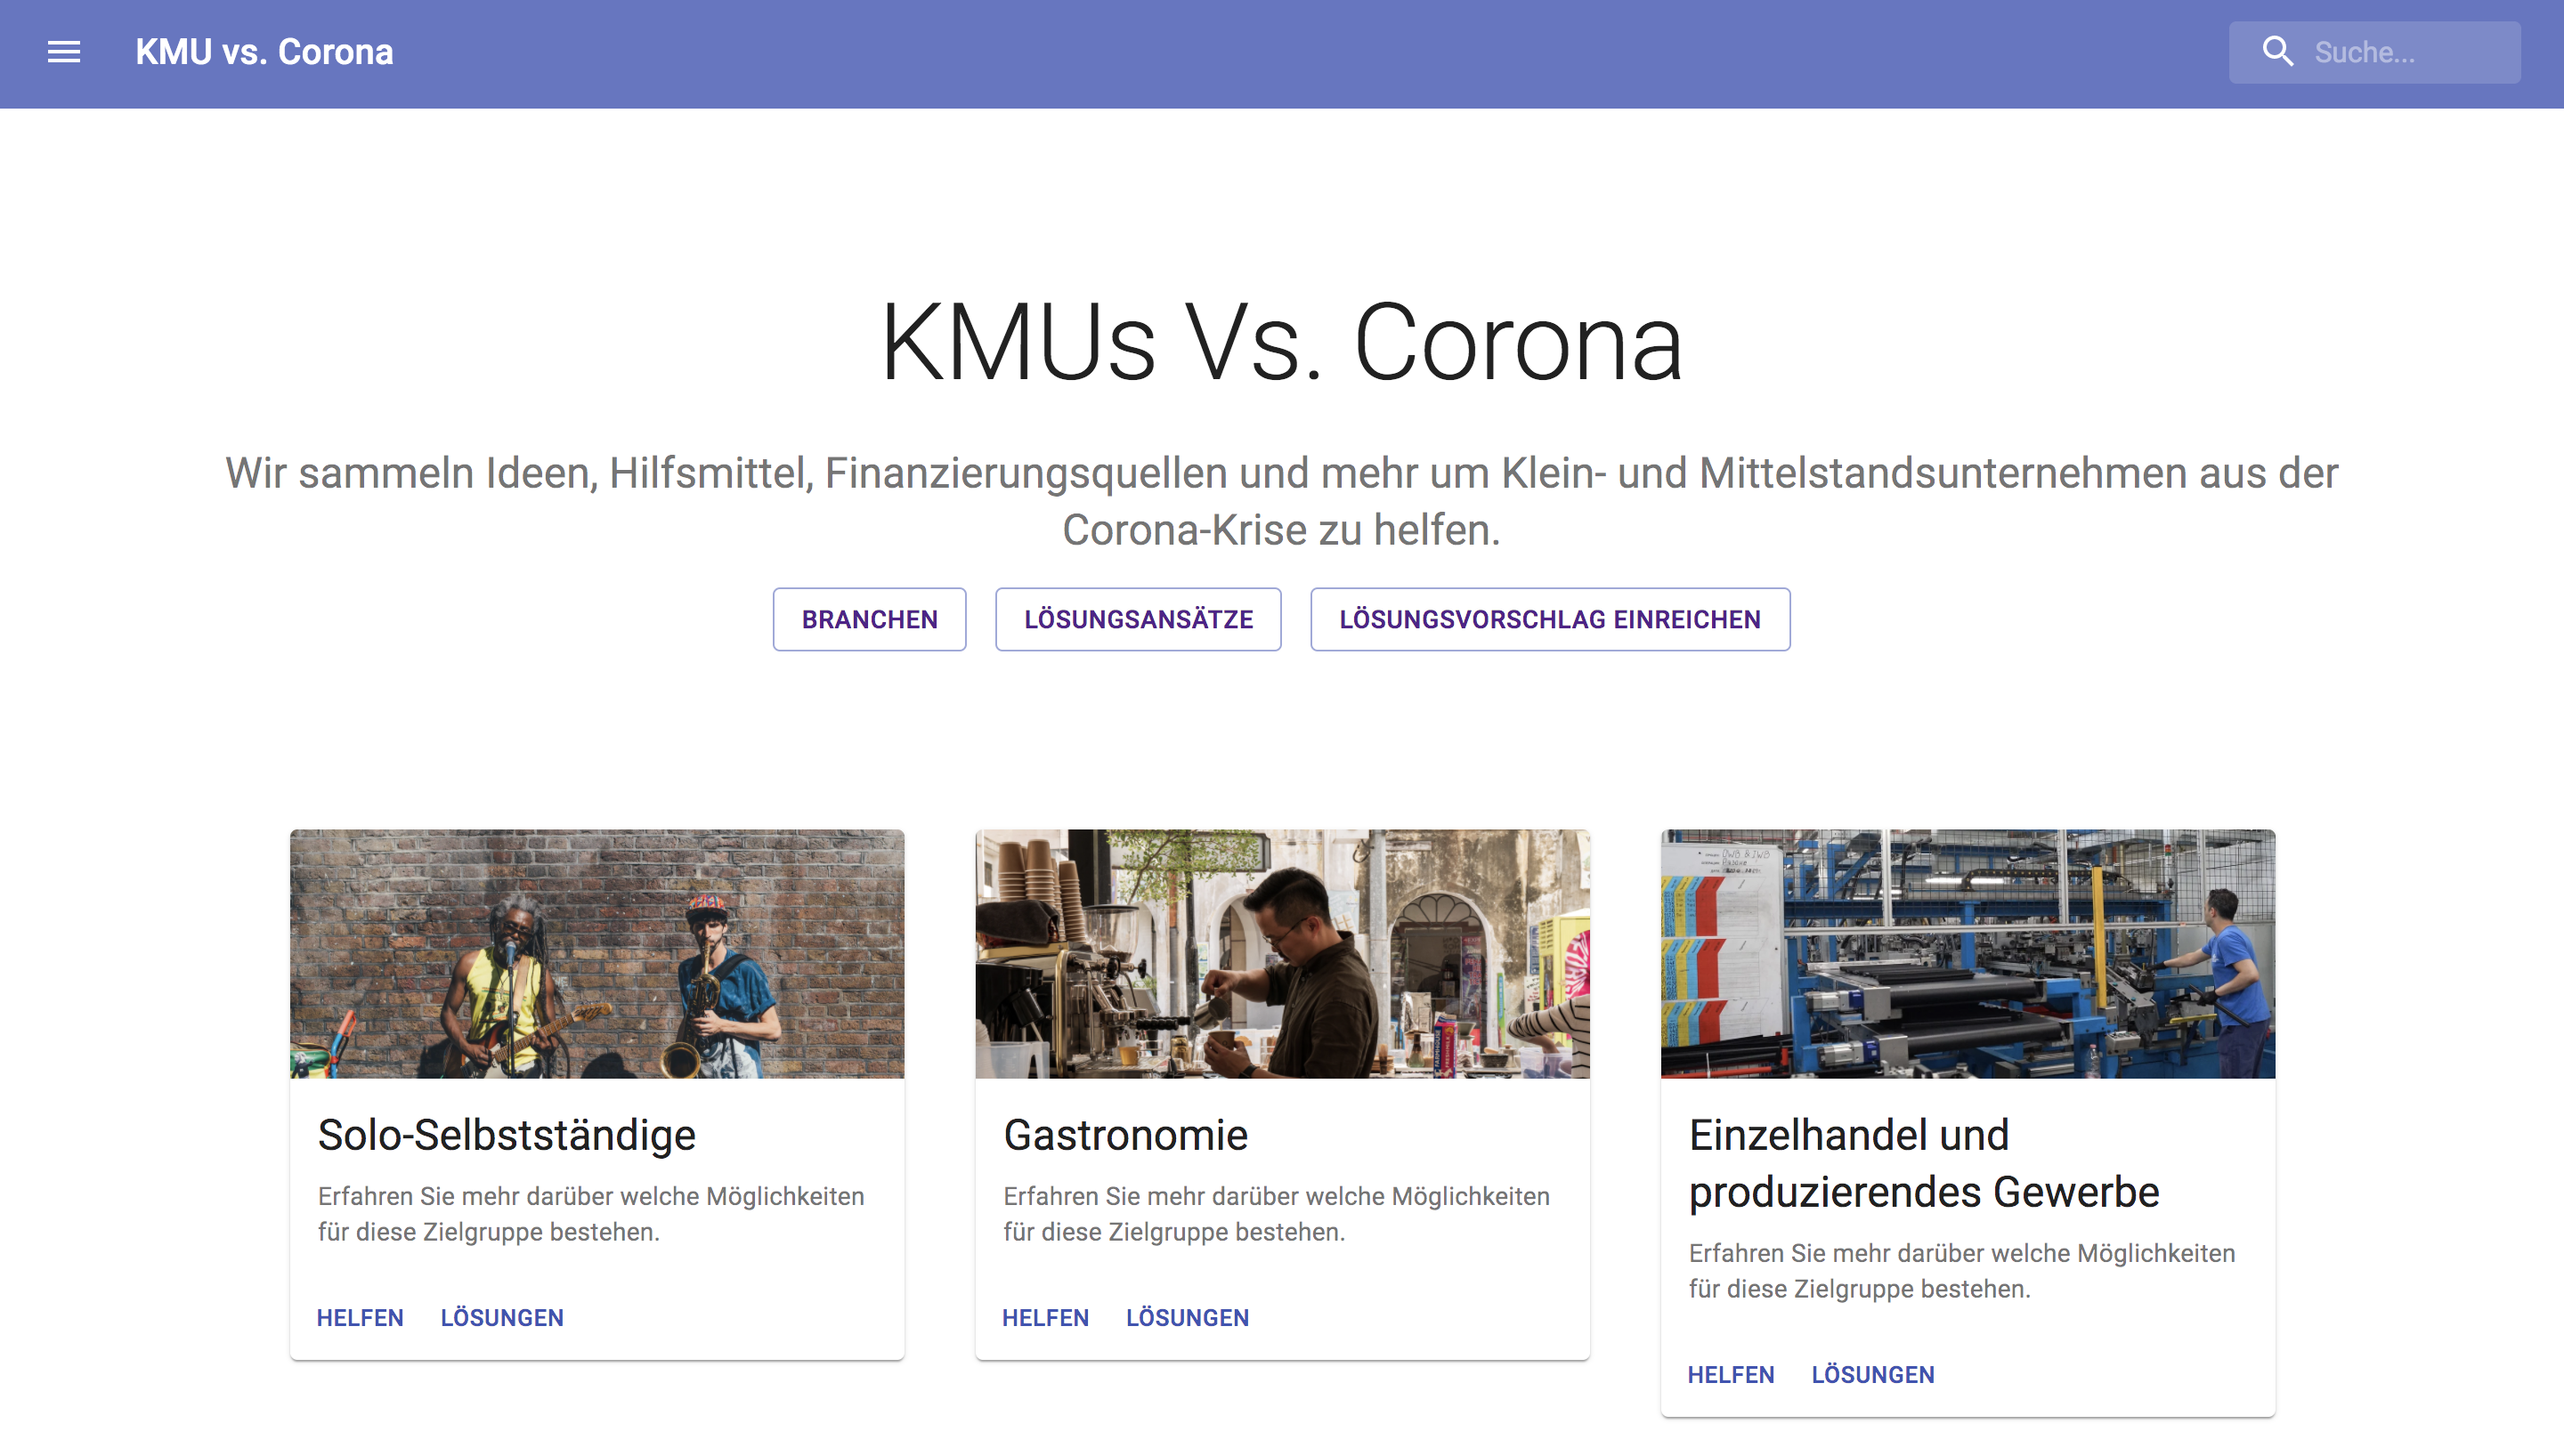 KMU vs. Corona
Suche...
KMUs Vs. Corona
Wir sammeln Ideen, Hilfsmittel, Finanzierungsquellen und mehr um Klein- und Mittelstandsunternehmen aus der
Corona-Krise zu helfen.
BRANCHEN
LÖSUNGSANSÄTZE
LÖSUNGSVORSCHLAG EINREICHEN
Solo-Selbstständige
Erfahren Sie mehr darüber welche Möglichkeiten
für diese Zielgruppe bestehen.
HELFEN
LÖSUNGEN
Gastronomie
Erfahren Sie mehr darüber welche Möglichkeiten
für diese Zielgruppe bestehen.
HELFEN
LÖSUNGEN
Einzelhandel und
produzierendes Gewerbe
Erfahren Sie mehr darüber welche Möglichkeiten
für diese Zielgruppe bestehen.
HELFEN
LÖSUNGEN